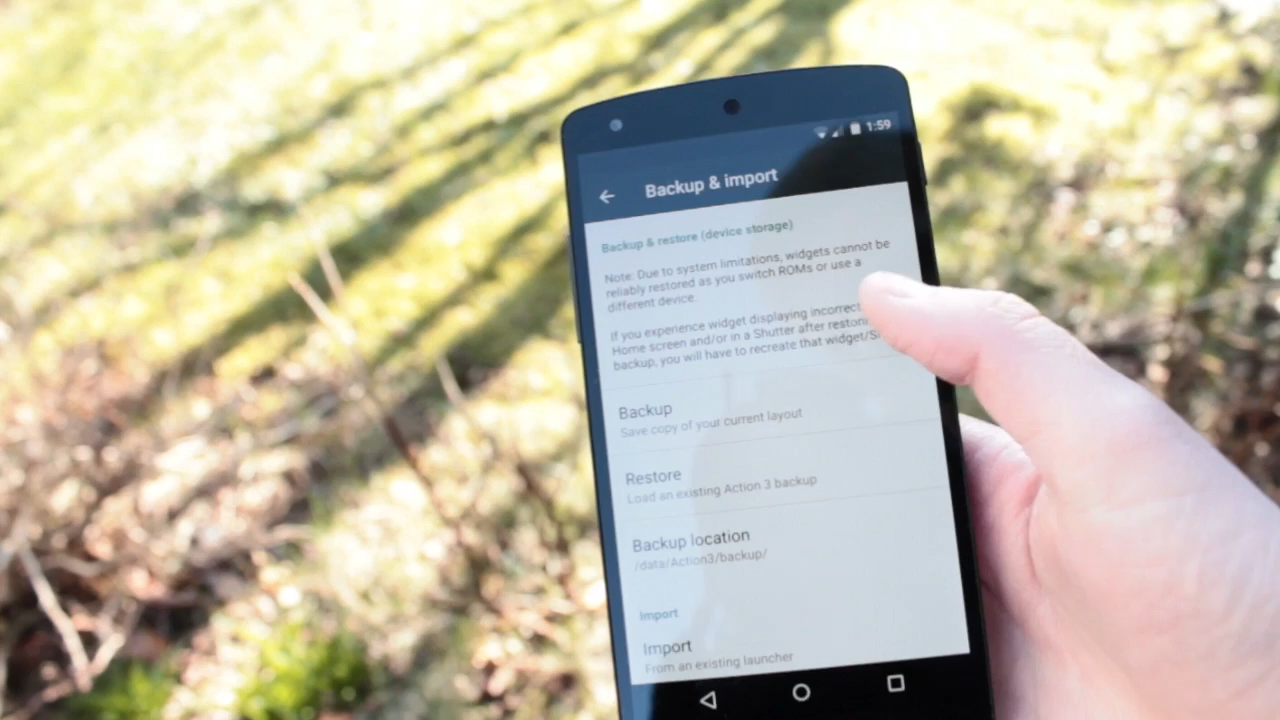 1:59
Backup & import
Backup & restore (device storage)
Note: Due to system limitations, widgets cannot be
reliably restored as you switch ROMs or use a
different device.
If you experience widget displaying
Home screen and/or in a Shutter after
backup, you will have to recreate that
Backup
Save copy of your current layout
Restore
Load an existing Action 3 backup
Backup location
/data/Action3/backup/
Import
Import
From an existing launcher